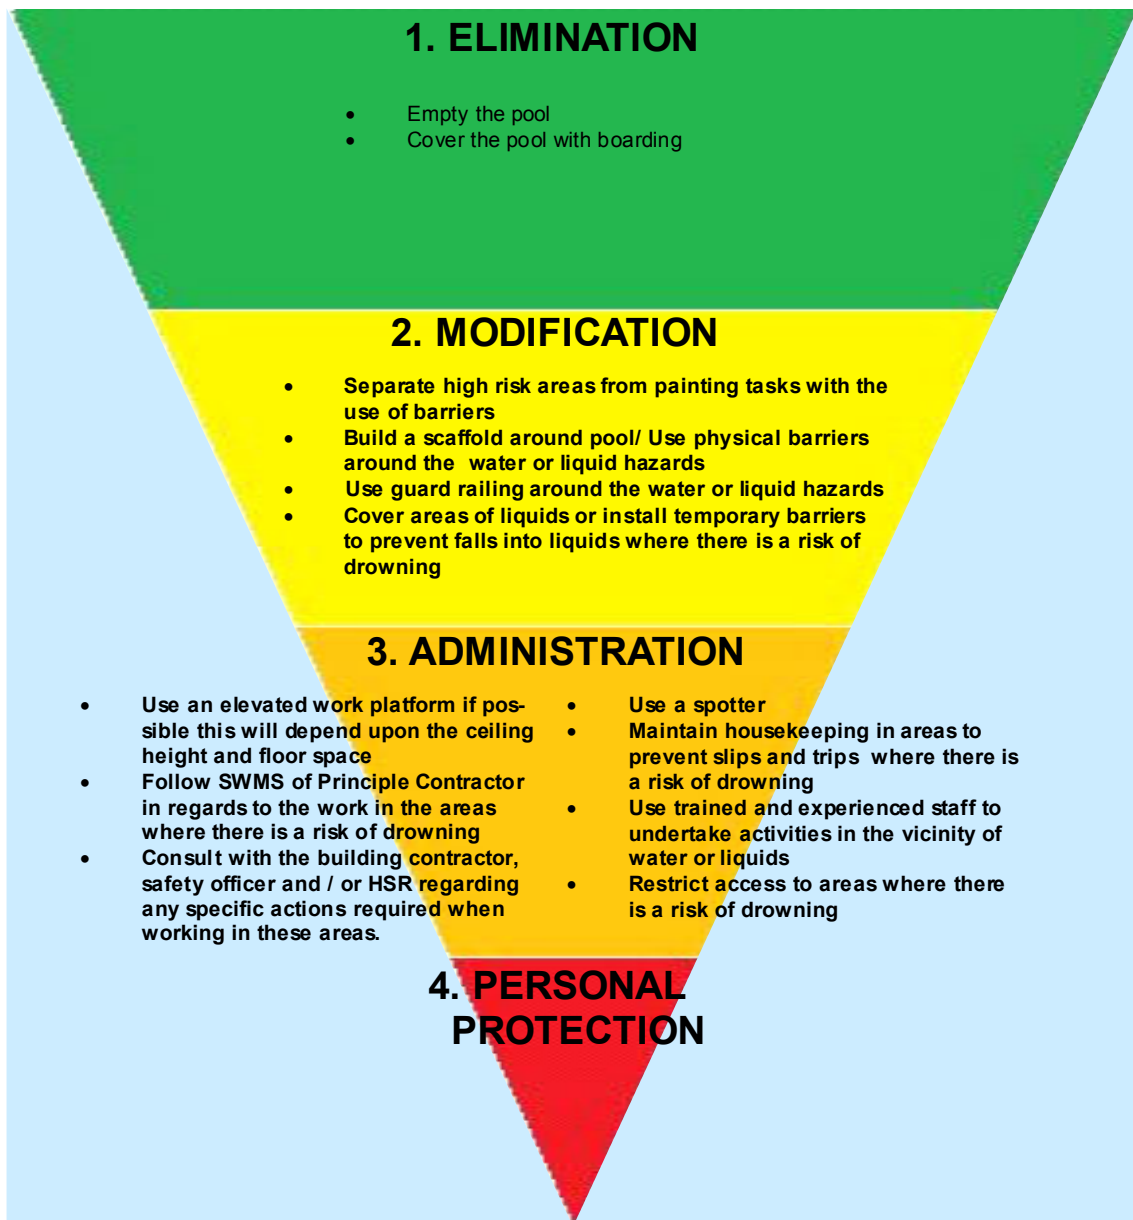 1. ELIMINATION
• Empty the pool
• Cover the pool with boarding
2. MODIFICATION
• Separate high risk areas from painting tasks with the
use of barriers
• Build a scaffold around pool/ Use physical barriers
around the water or liquid hazards
• Use guard railing around the water or liquid hazards
• Cover areas of liquids or install temporary barriers
to prevent falls into liquids where there is a risk of
drowning
3. ADMINISTRATION
• Use an elevated work platform if pos-
sible this will depend upon the ceiling
height and floor space
• Follow SWMS of Principle Contractor
in regards to the work in the areas
where there is a risk of drowning
• Consult with the building contractor,
safety officer and / or HSR regarding
any specific actions required when
working in these areas.
• Use a spotter
• Maintain housekeeping in areas to
prevent slips and trips where there is
a risk of drowning
• Use trained and experienced staff to
undertake activities in the vicinity of
water or liquids
• Restrict access to areas where there
is a risk of drowning
4. PERSONAL
PROTECTION